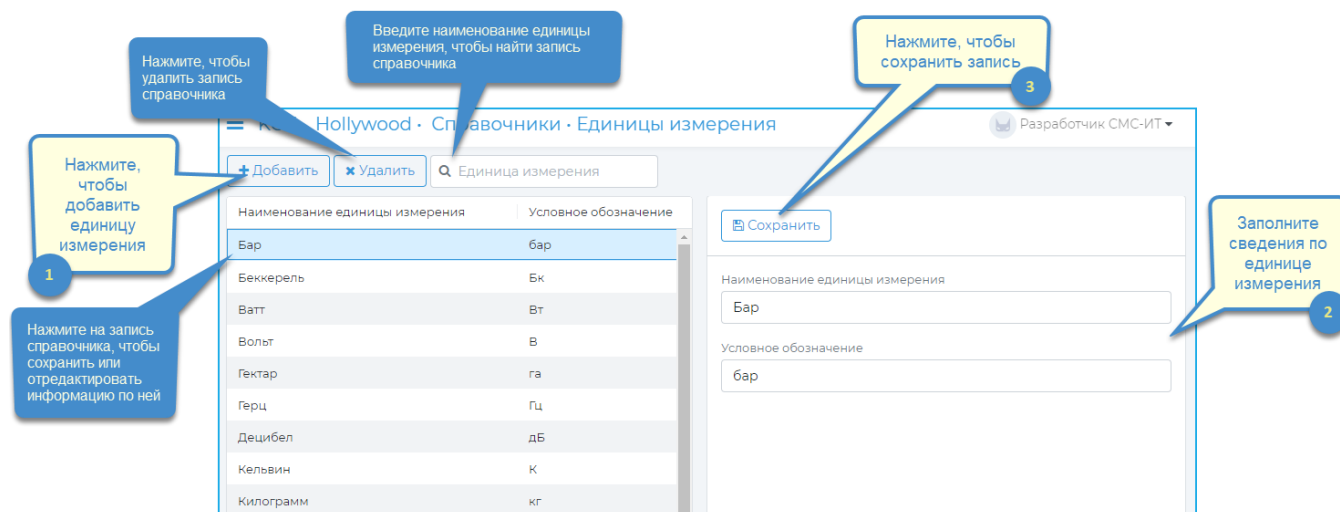 Введите наименование единицы
измерения, чтобы найти запись
справочника
Нажмите, чтобы
сохранить запись
3
Нажмите, чтобы
удалить запись
справочника
Hollywood · Справочники · Единицы измерения
Разработчик СМС-ИТ
Нажмите,
чтобы
добавить
единицу
измерения
1
Добавить
Удалить
Единица измерения
Наименование единицы измерения
Условное обозначение
Бар
бар
Беккерель
Бк
Ватт
Вт
Вольт
В
Гектар
га
Герц
Гц
Децибел
дБ
Кельвин
К
Килограмм
кг
Нажмите на запись
справочника, чтобы
сохранить или
отредактировать
информацию по ней
Сохранить
Наименование единицы измерения
Бар
Условное обозначение
бар
Заполните
сведения по
единице
измерения
2